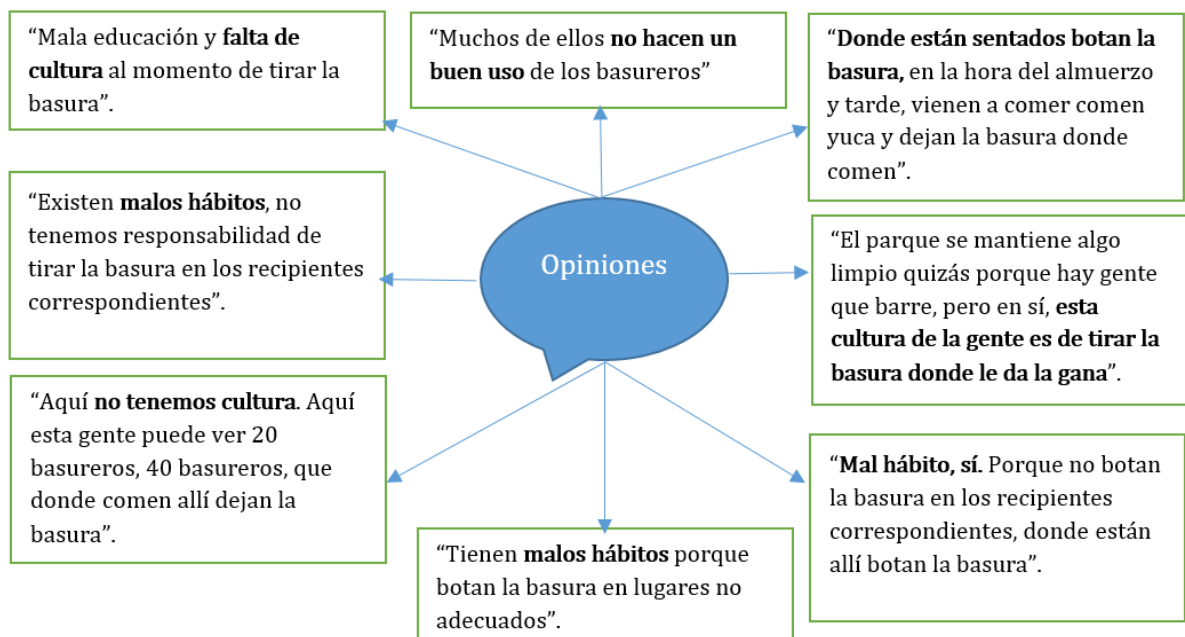 “Mala educación y falta de
cultura al momento de tirar la
basura”.
“Muchos de ellos no hacen un
buen uso de los basureros”
“Donde están sentados botan la
basura, en la hora del almuerzo
y tarde, vienen a comer comen
yuca y dejan la basura donde
comen”.
“Existen malos hábitos, no
tenemos responsabilidad de
tirar la basura en los recipientes
correspondientes”.
Opiniones
“El parque se mantiene algo
limpio quizás porque hay gente
que barre, pero en sí, esta
cultura de la gente es de tirar la
basura donde le da la gana”.
“Aquí no tenemos cultura. Aquí
esta gente puede ver 20
basureros, 40 basureros, que
donde comen allí dejan la
basura”.
“Tienen malos hábitos porque
botan la basura en lugares no
adecuados”.
“Mal hábito, sí. Porque no botan
la basura en los recipientes
correspondientes, donde están
allí botan la basura”.